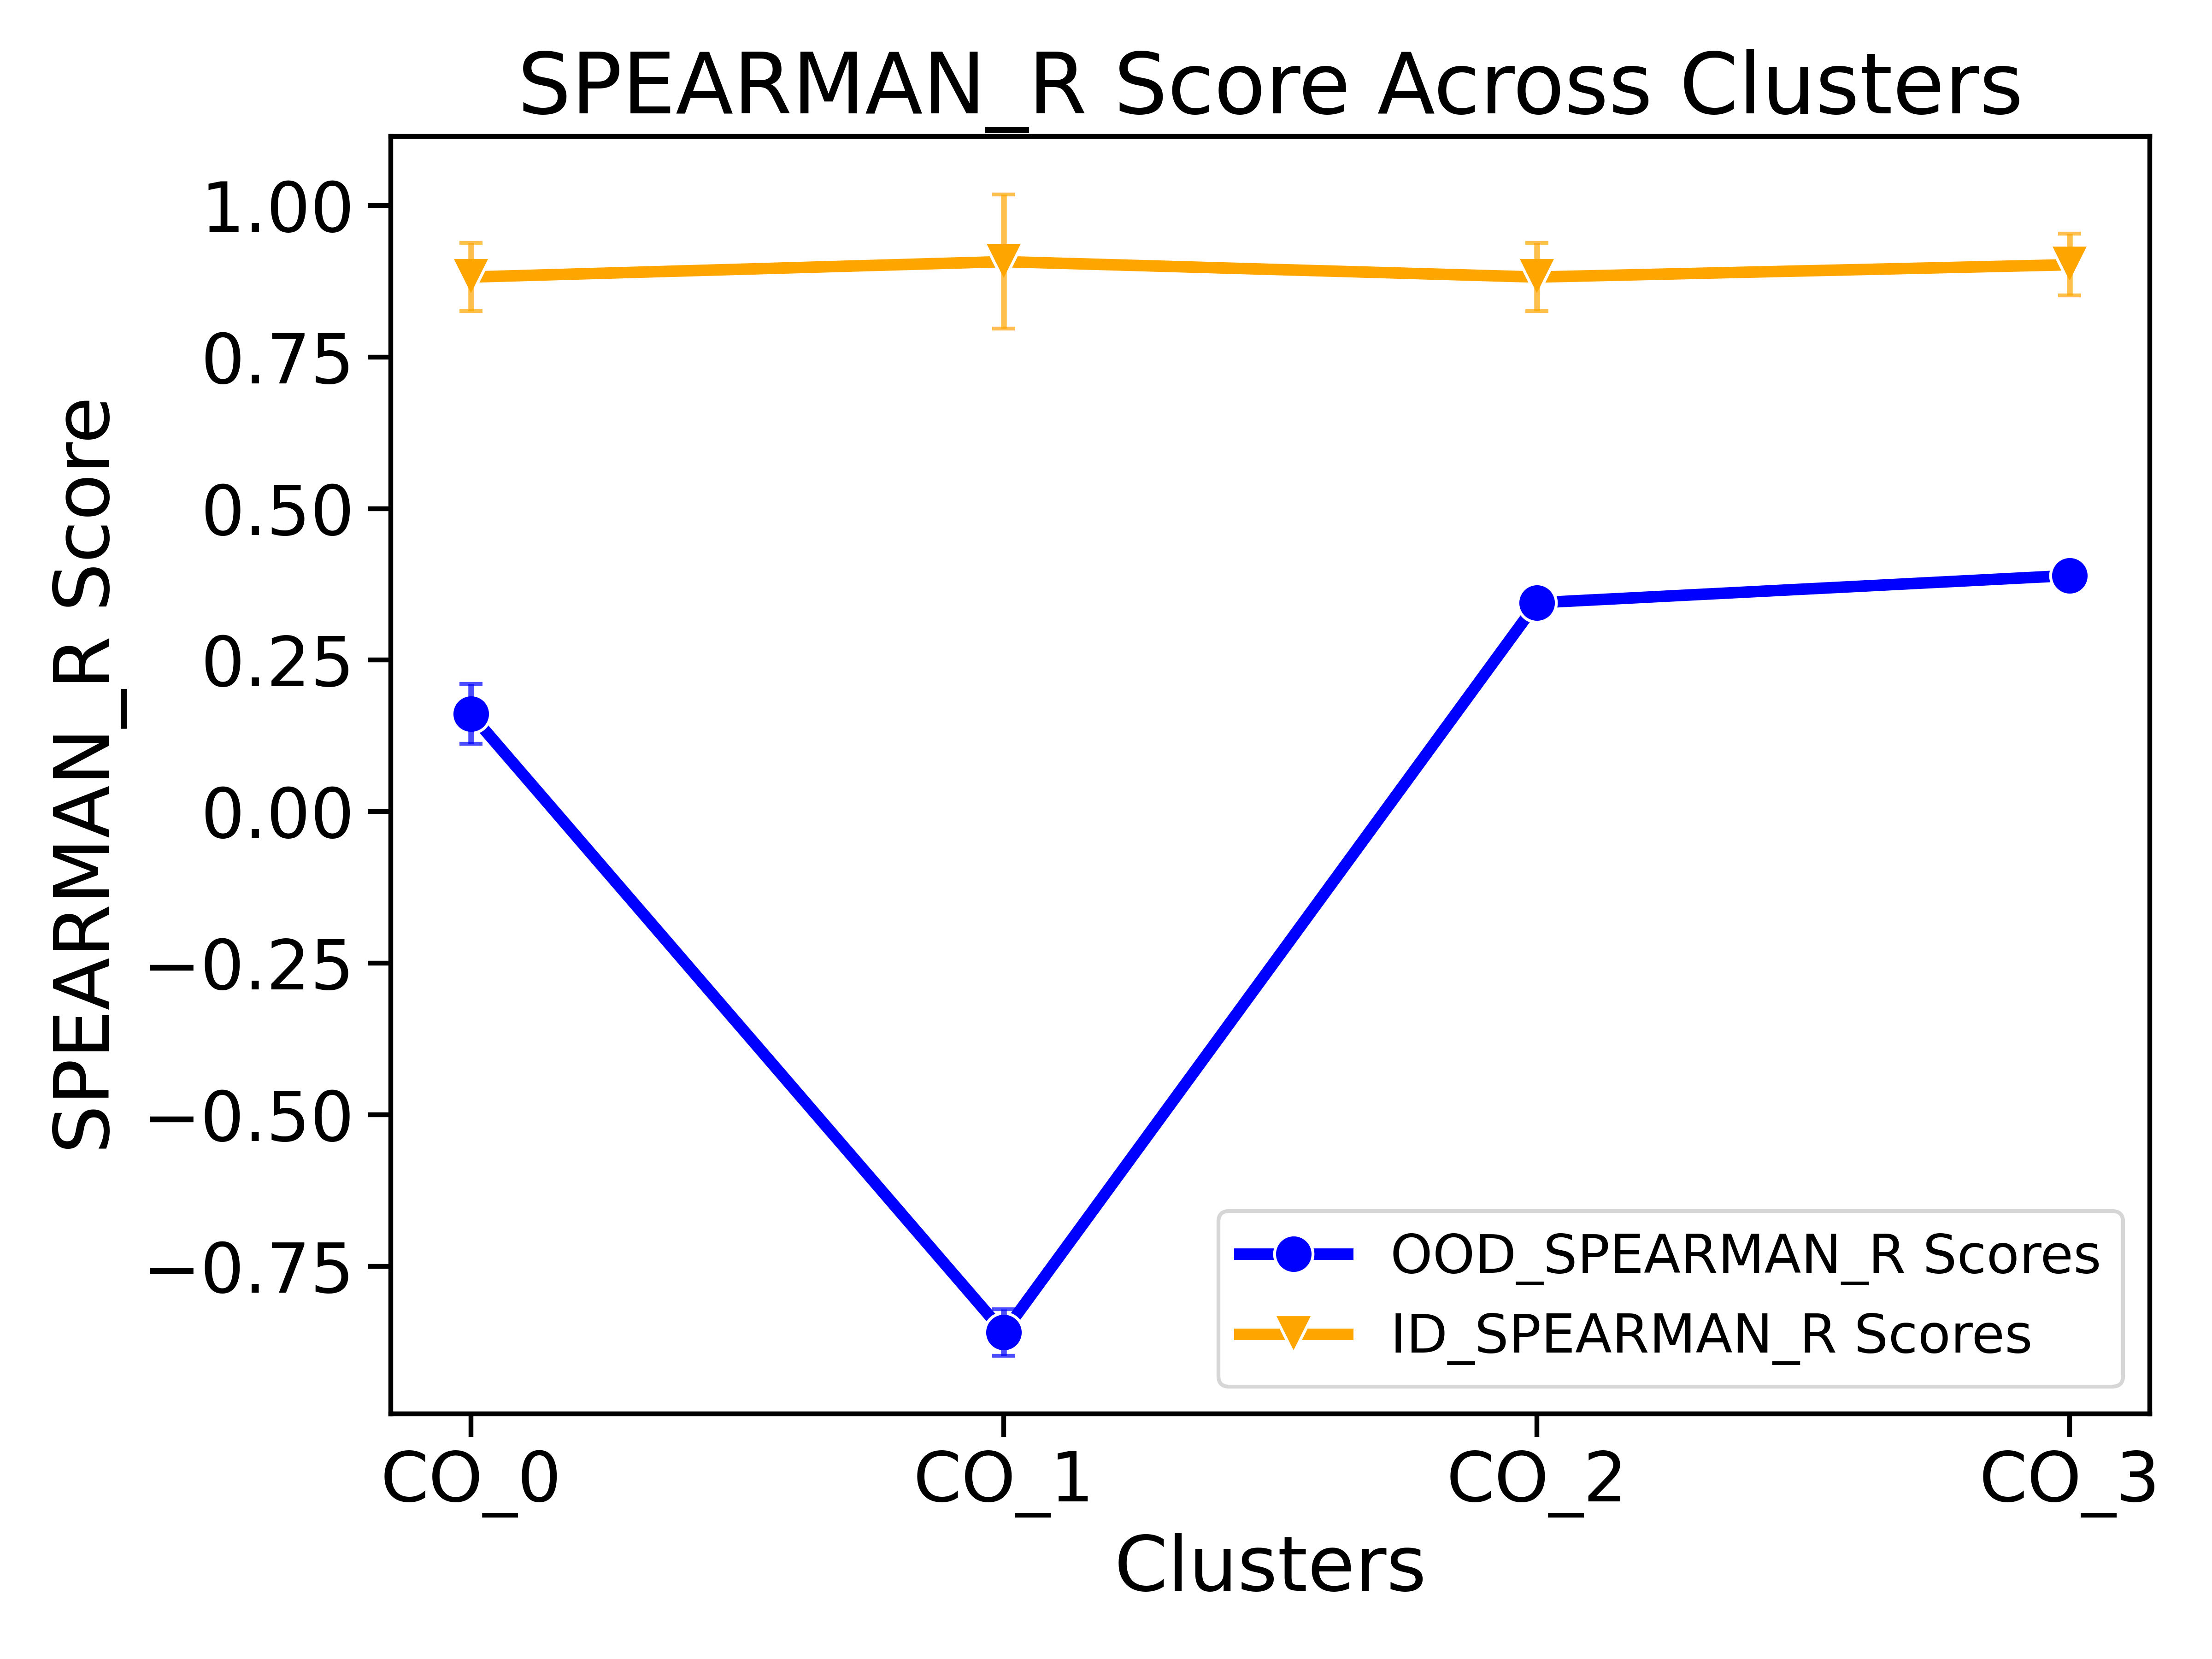 SPEARMAN_R Score Across Clusters
SPEARMAN_R Score
1.00
0.75
0.50
0.25
0.00
−0.25
−0.50
−0.75
OOD_SPEARMAN_R Scores
ID_SPEARMAN_R Scores
CO_0 CO_1 CO_2 CO_3
Clusters